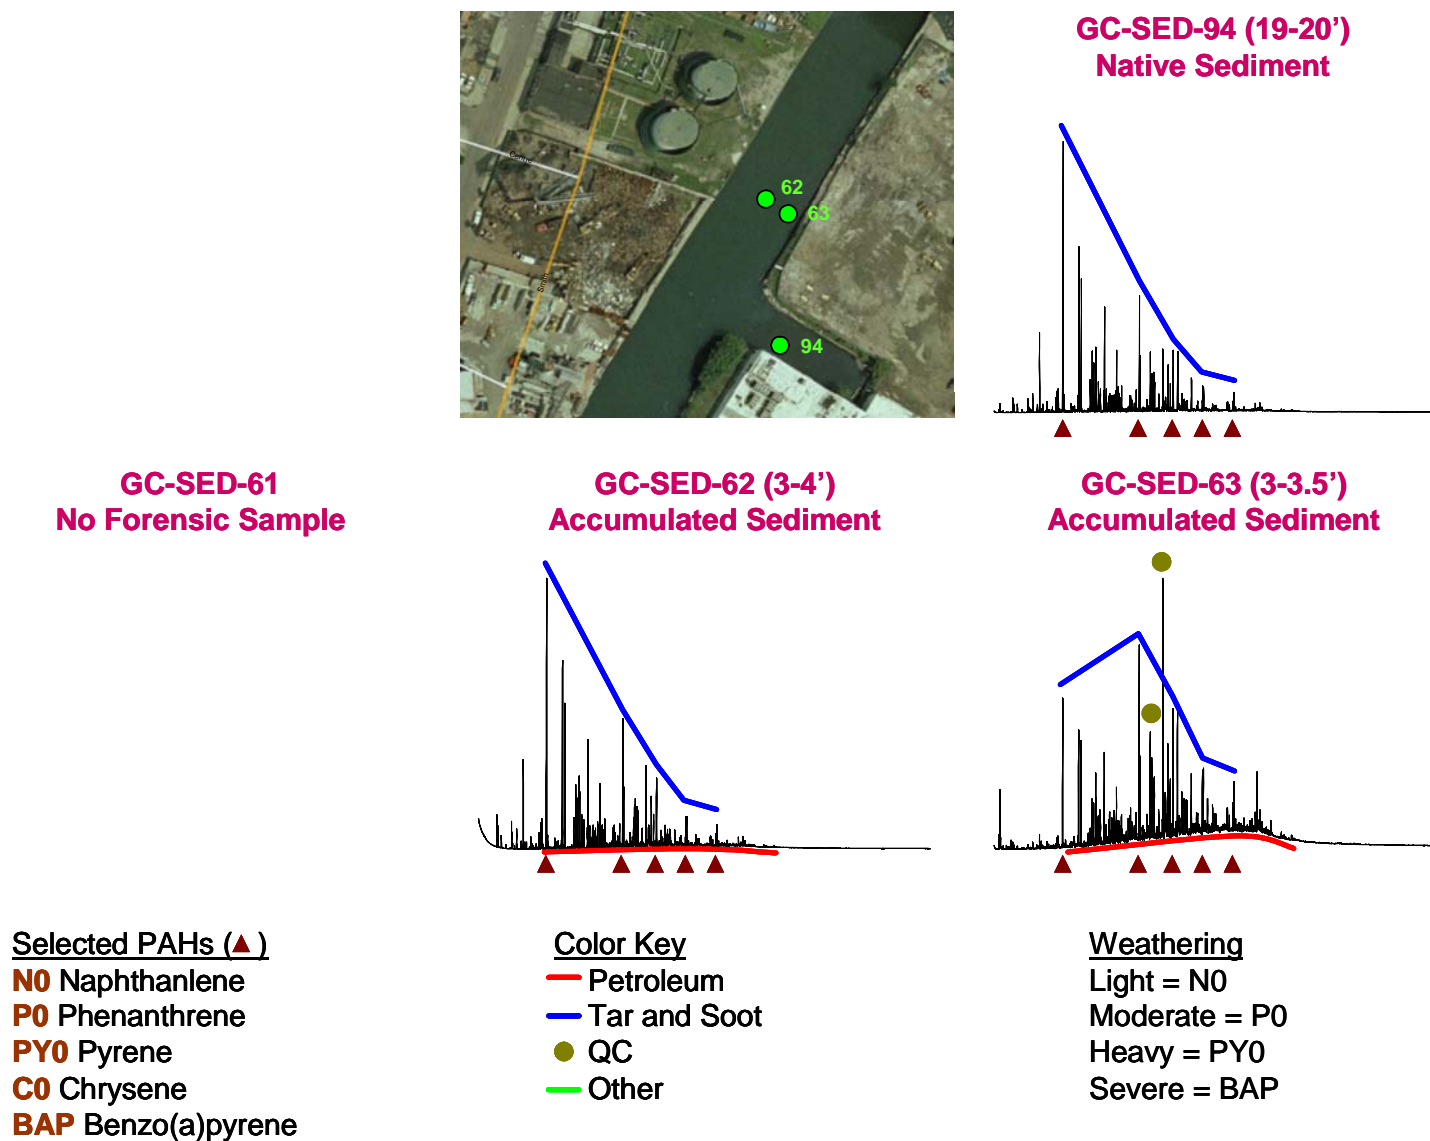 GC-SED-94 (19-20’)
Native Sediment
Centre
Smith
62
63
94
GC-SED-61
No Forensic Sample
GC-SED-62 (3-4’)
Accumulated Sediment
GC-SED-63 (3-3.5’)
Accumulated Sediment
Selected PAHs (▲)
N0 Naphthanlene
P0 Phenanthrene
PY0 Pyrene
C0 Chrysene
BAP Benzo(a)pyrene
Color Key
Petroleum
Tar and Soot
QC
Other
Weathering
Light = N0
Moderate = P0
Heavy = PY0
Severe = BAP